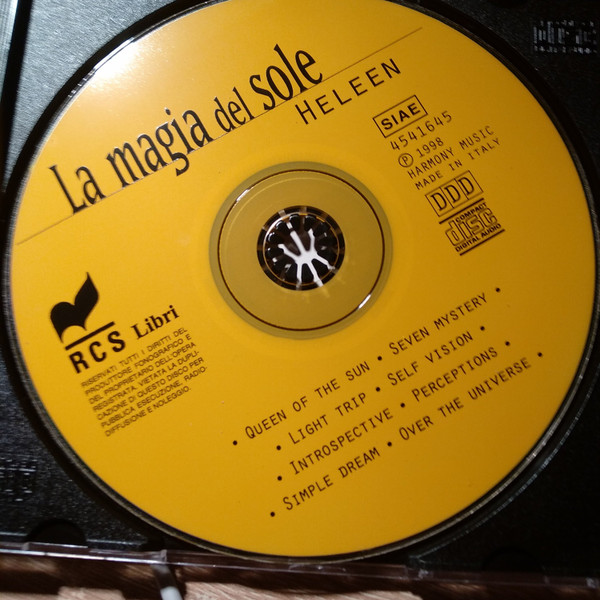 La magia del sole
HELEEN
SIAE
4541645
℗ 1998
HARMONY MUSIC
MADE IN ITALY
DDD
COMPACT
disc
DIGITAL AUDIO
RCS Libri
RISERVATI TUTTI I DIRITTI DEL
PRODUTTORE FONOGRAFICO E
DEL PROPRIETARIO DELL'OPERA
REGISTRATA. VIETATA LA DUPLI-
CAZIONE DI QUESTO DISCO PER
PUBBLICA ESECUZIONE, RADIO-
DIFFUSIONE E NOLEGGIO.
• QUEEN OF THE SUN • SEVEN MYSTERY •
• LIGHT TRIP • SELF VISION •
• INTROSPECTIVE • PERCEPTIONS •
• SIMPLE DREAM • OVER THE UNIVERSE •